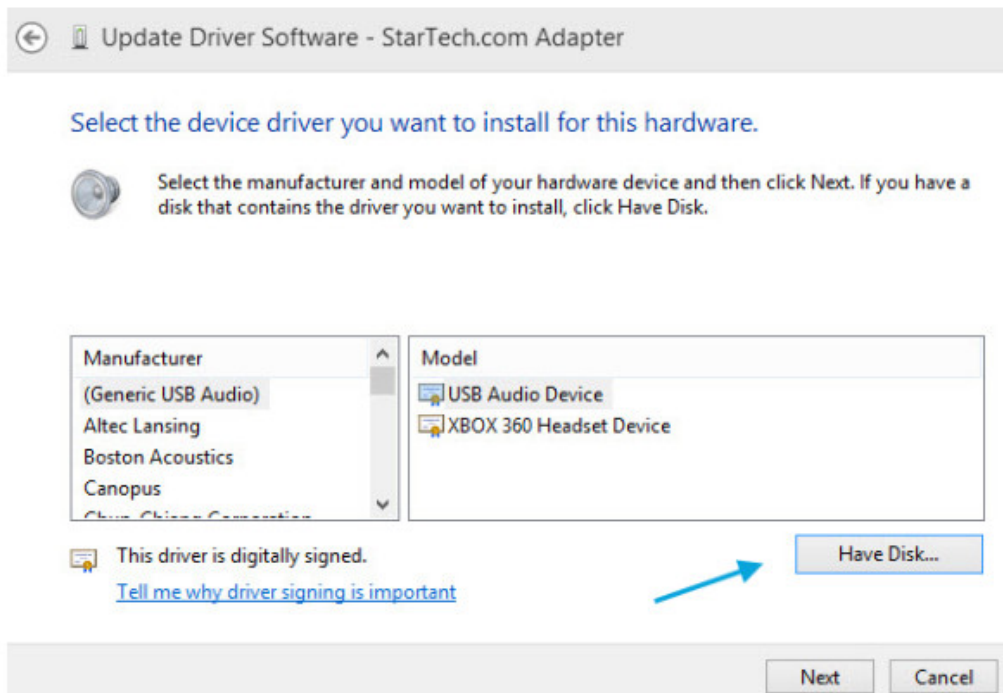 Update Driver Software - StarTech.com Adapter
Select the device driver you want to install for this hardware.
Select the manufacturer and model of your hardware device and then click Next. If you have a
disk that contains the driver you want to install, click Have Disk.
Manufacturer
(Generic USB Audio)
Altec Lansing
Boston Acoustics
Canopus
Chun-Chiang Corporation
Model
USB Audio Device
XBOX 360 Headset Device
This driver is digitally signed.
Tell me why driver signing is important
Have Disk...
Next
Cancel